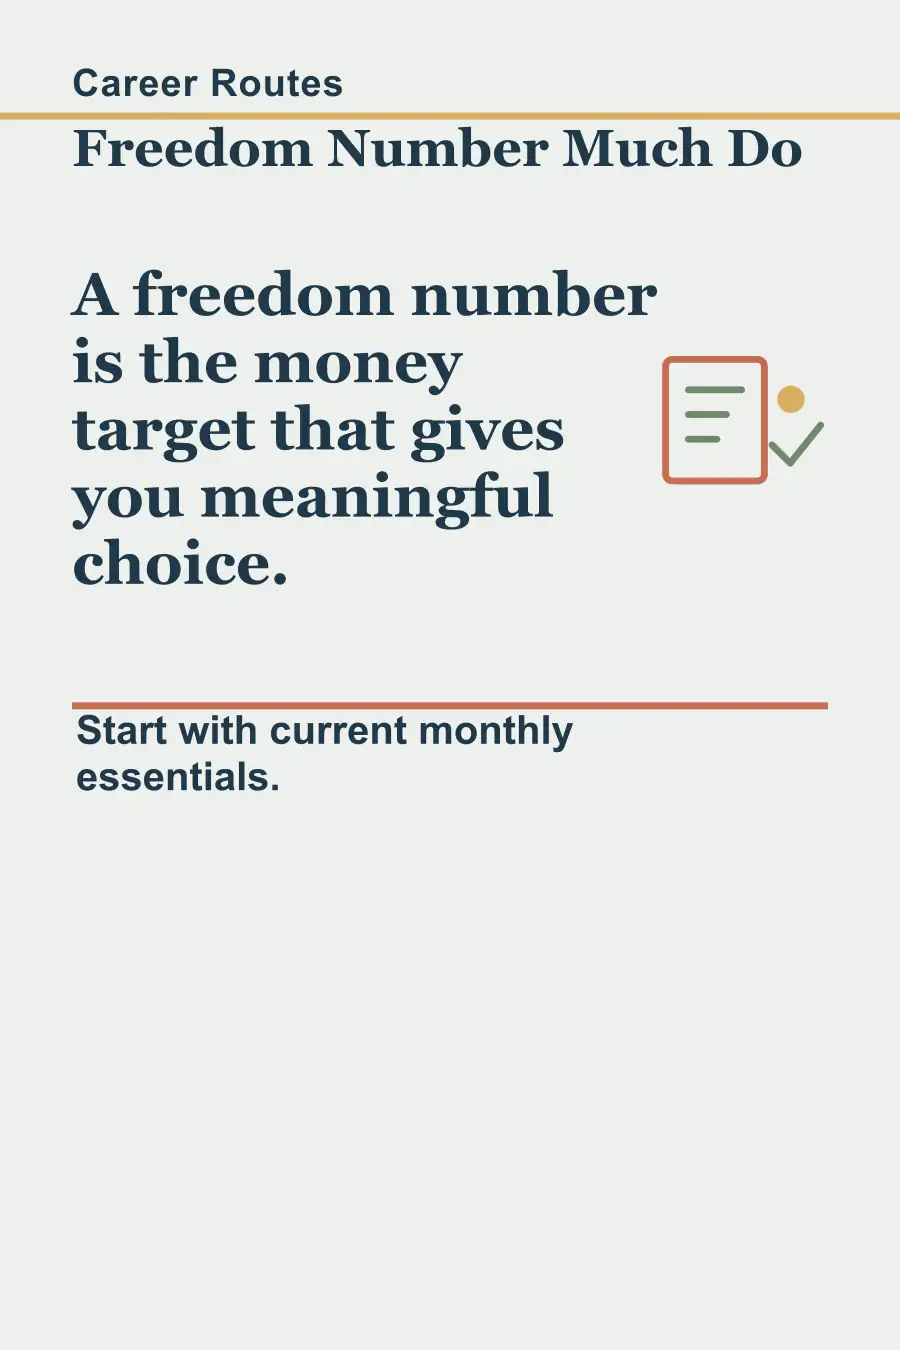 Career Routes
Freedom Number Much Do
A freedom number
is the money
target that gives
you meaningful
choice.
Start with current monthly
essentials.